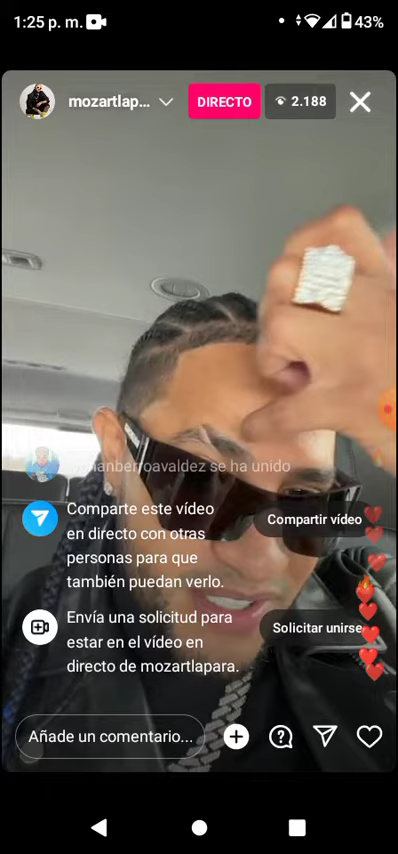 1:25 p. m.
43%
mozartlap...
DIRECTO
2.188
anberroavaldez se ha unido
Comparte este vídeo
en directo con otras
personas para que
también puedan verlo.
Compartir vídeo
Envía una solicitud para
estar en el vídeo en
directo de mozartlapara.
Solicitar unirse
Añade un comentario...